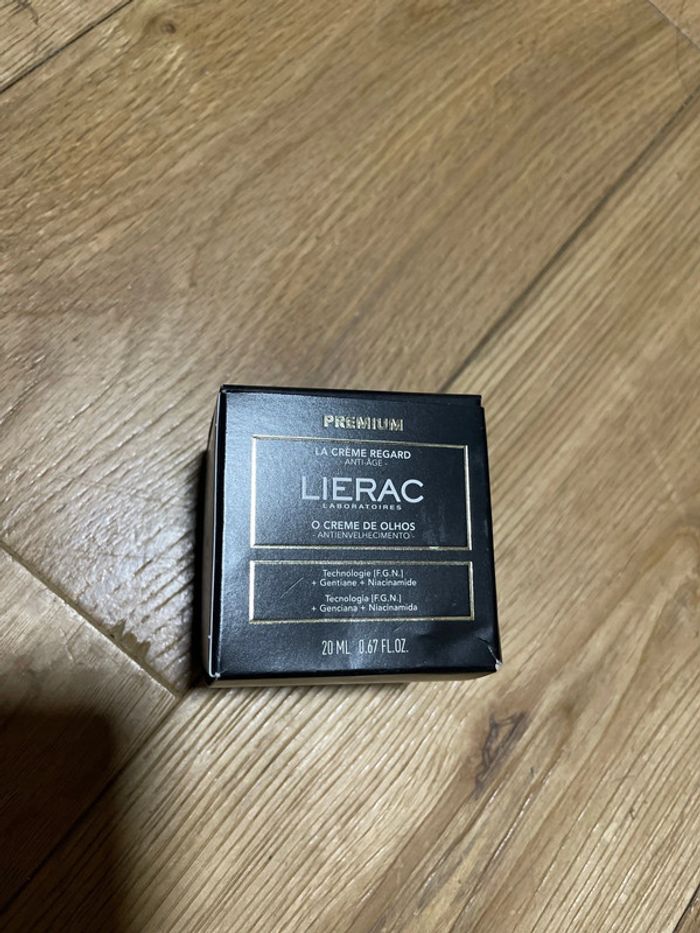 PREMIUM
LA CRÈME REGARD
- ANTI-ÂGE -
LIERAC
LABORATOIRES
O CREME DE OLHOS
- ANTIENVELHECIMENTO -
Technologie [F.G.N.]
+ Gentiane + Niacinamide
Tecnologia [F.G.N.]
+ Genciana + Niacinamida
20 ML 0.67 FL.OZ.